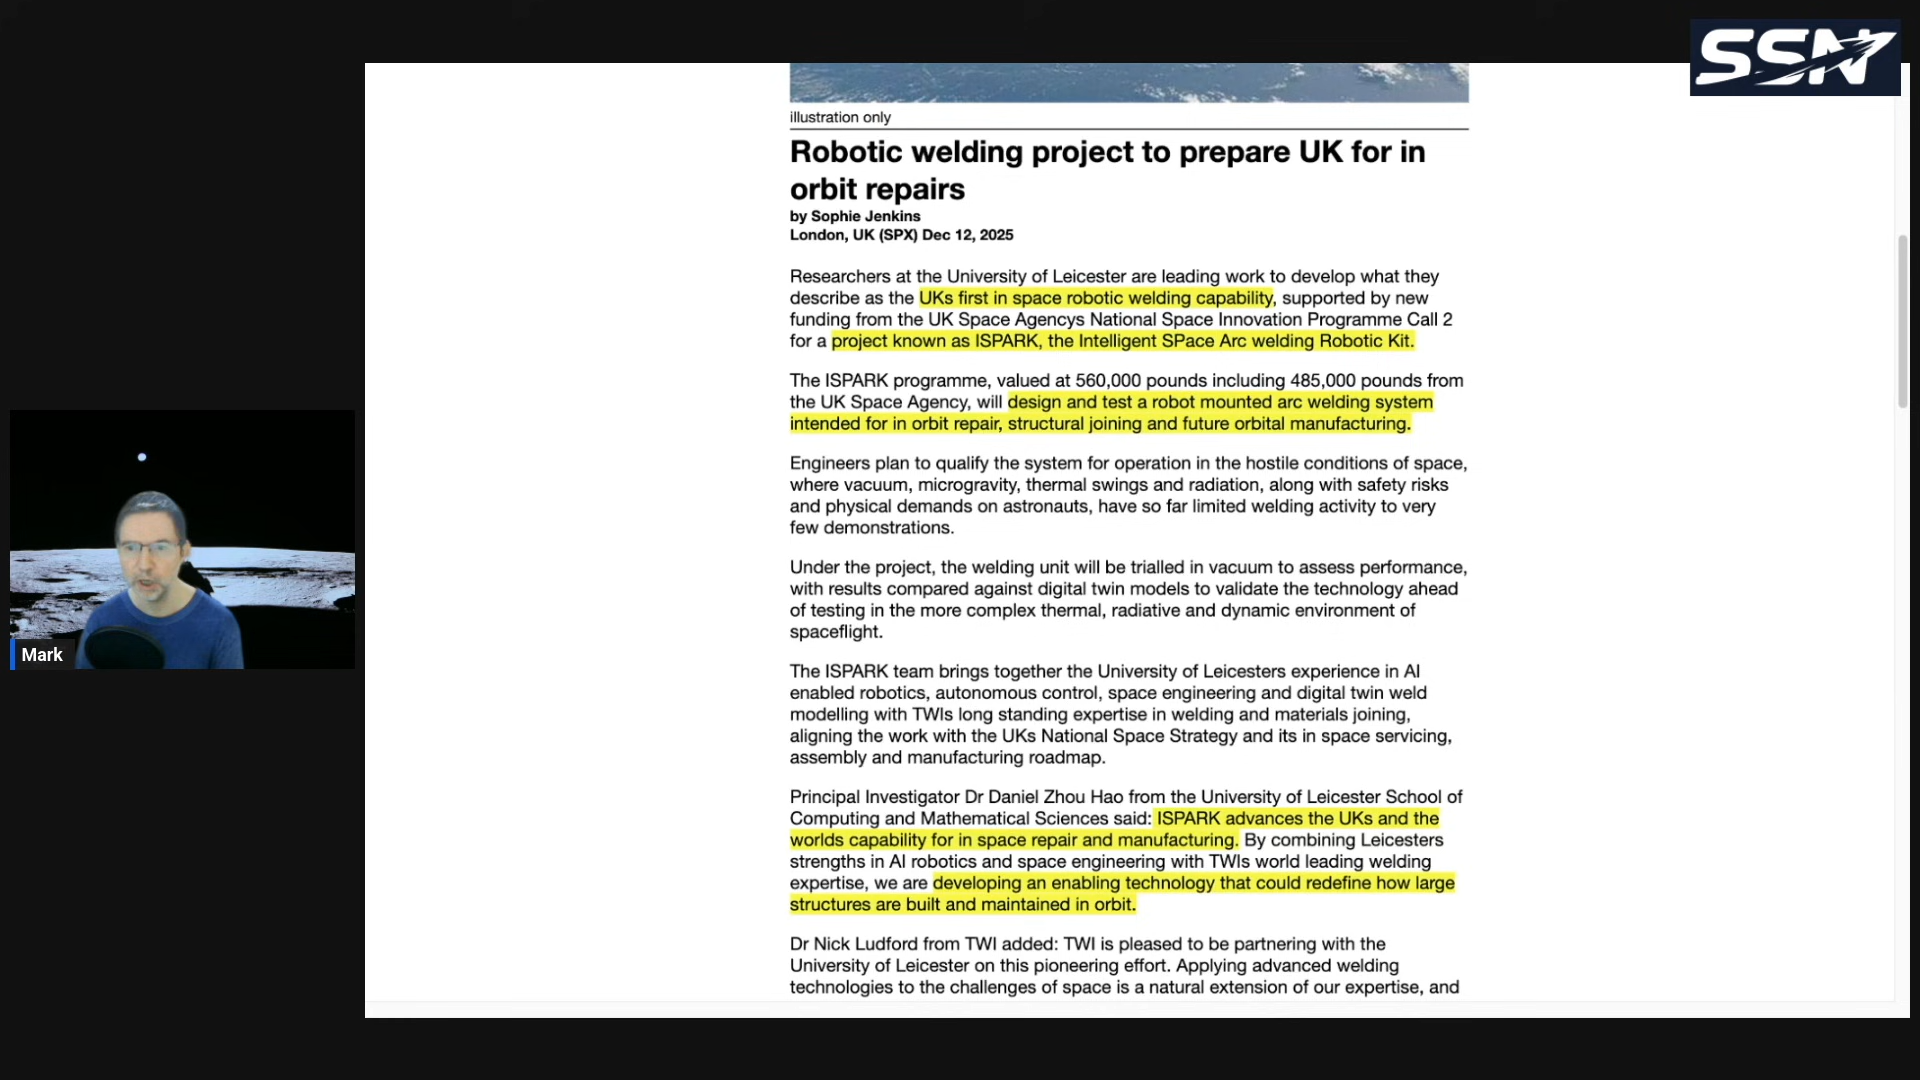 SSN
illustration only
Robotic welding project to prepare UK for in
orbit repairs
by Sophie Jenkins
London, UK (SPX) Dec 12, 2025
Researchers at the University of Leicester are leading work to develop what they
describe as the UKs first in space robotic welding capability, supported by new
funding from the UK Space Agencys National Space Innovation Programme Call 2
for a project known as ISPARK, the Intelligent SPace Arc welding Robotic Kit.
The ISPARK programme, valued at 560,000 pounds including 485,000 pounds from
the UK Space Agency, will design and test a robot mounted arc welding system
intended for in orbit repair, structural joining and future orbital manufacturing.
Engineers plan to qualify the system for operation in the hostile conditions of space,
where vacuum, microgravity, thermal swings and radiation, along with safety risks
and physical demands on astronauts, have so far limited welding activity to very
few demonstrations.
Under the project, the welding unit will be trialled in vacuum to assess performance,
with results compared against digital twin models to validate the technology ahead
of testing in the more complex thermal, radiative and dynamic environment of
spaceflight.
The ISPARK team brings together the University of Leicesters experience in AI
enabled robotics, autonomous control, space engineering and digital twin weld
modelling with TWIs long standing expertise in welding and materials joining,
aligning the work with the UKs National Space Strategy and its in space servicing,
assembly and manufacturing roadmap.
Principal Investigator Dr Daniel Zhou Hao from the University of Leicester School of
Computing and Mathematical Sciences said: ISPARK advances the UKs and the
worlds capability for in space repair and manufacturing. By combining Leicesters
strengths in AI robotics and space engineering with TWIs world leading welding
expertise, we are developing an enabling technology that could redefine how large
structures are built and maintained in orbit.
Dr Nick Ludford from TWI added: TWI is pleased to be partnering with the
University of Leicester on this pioneering effort. Applying advanced welding
technologies to the challenges of space is a natural extension of our expertise, and
Mark